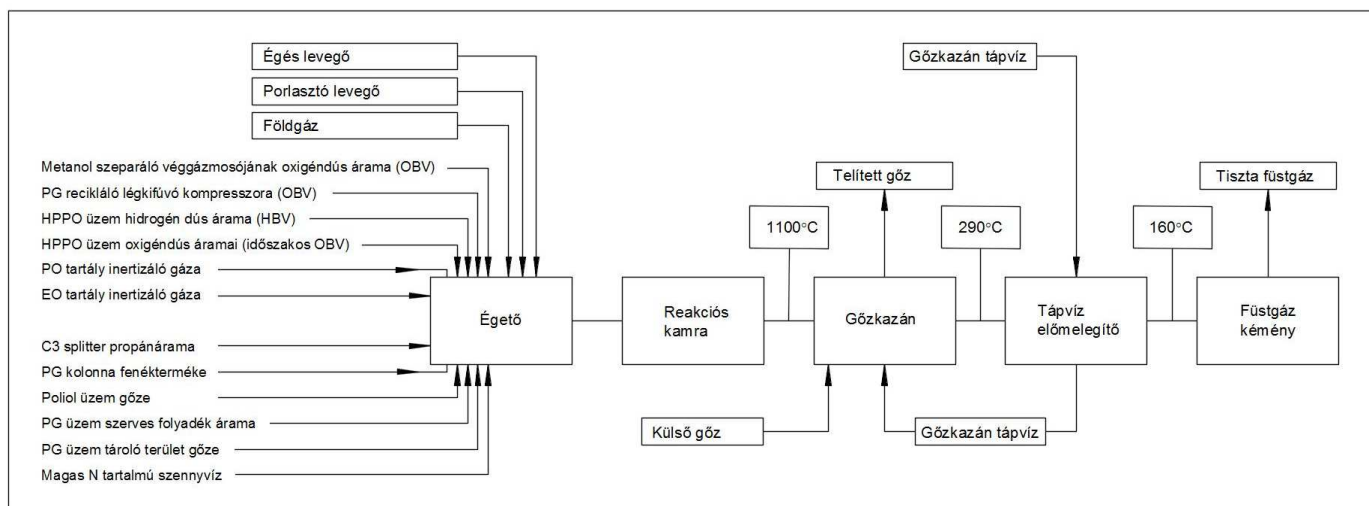 Égés levegő
Porlasztó levegő
Földgáz
Metanol szeparáló véggázmosójának oxigéndús árama (OBV)
PG recikláló légkifúvó kompresszora (OBV)
HPPO üzem hidrogén dús árama (HBV)
HPPO üzem oxigéndús áramai (időszakos OBV)
PO tartály inertizáló gáza
EO tartály inertizáló gáza
C3 splitter propánárama
PG kolonna fenékterméke
Poliol üzem gőze
PG üzem szerves folyadék árama
PG üzem tároló terület gőze
Magas N tartalmú szennyvíz
Égető
Reakciós
kamra
1100°C
Telített gőz
Gőzkazán
Külső gőz
290°C
Gőzkazán tápvíz
Tápvíz
előmelegítő
Gőzkazán tápvíz
160°C
Tiszta füstgáz
Füstgáz
kémény